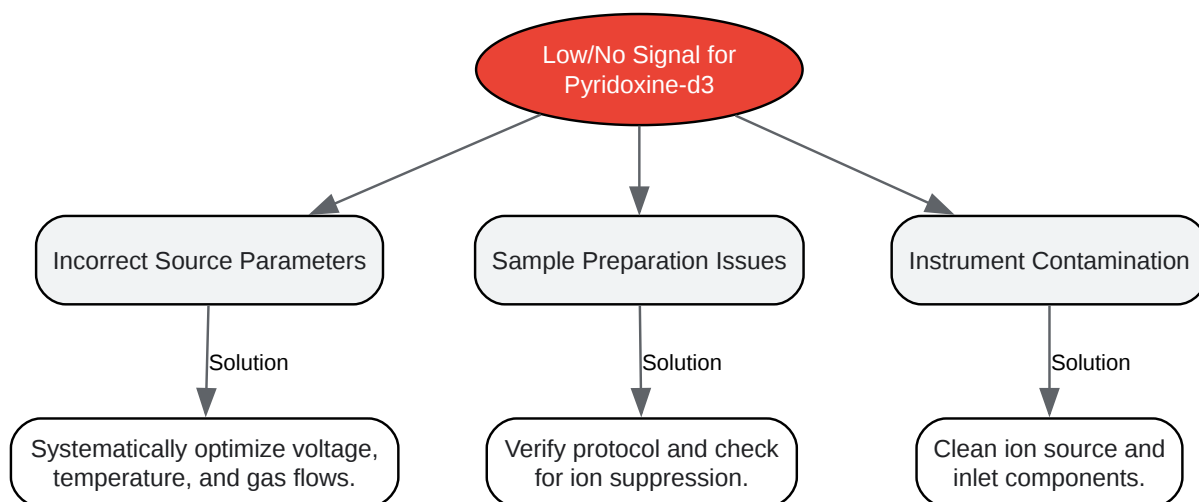 Low/No Signal for
Pyridoxine-d3
Incorrect Source Parameters
Sample Preparation Issues
Instrument Contamination
Solution
Solution
Solution
Systematically optimize voltage,
temperature, and gas flows.
Verify protocol and check
for ion suppression.
Clean ion source and
inlet components.